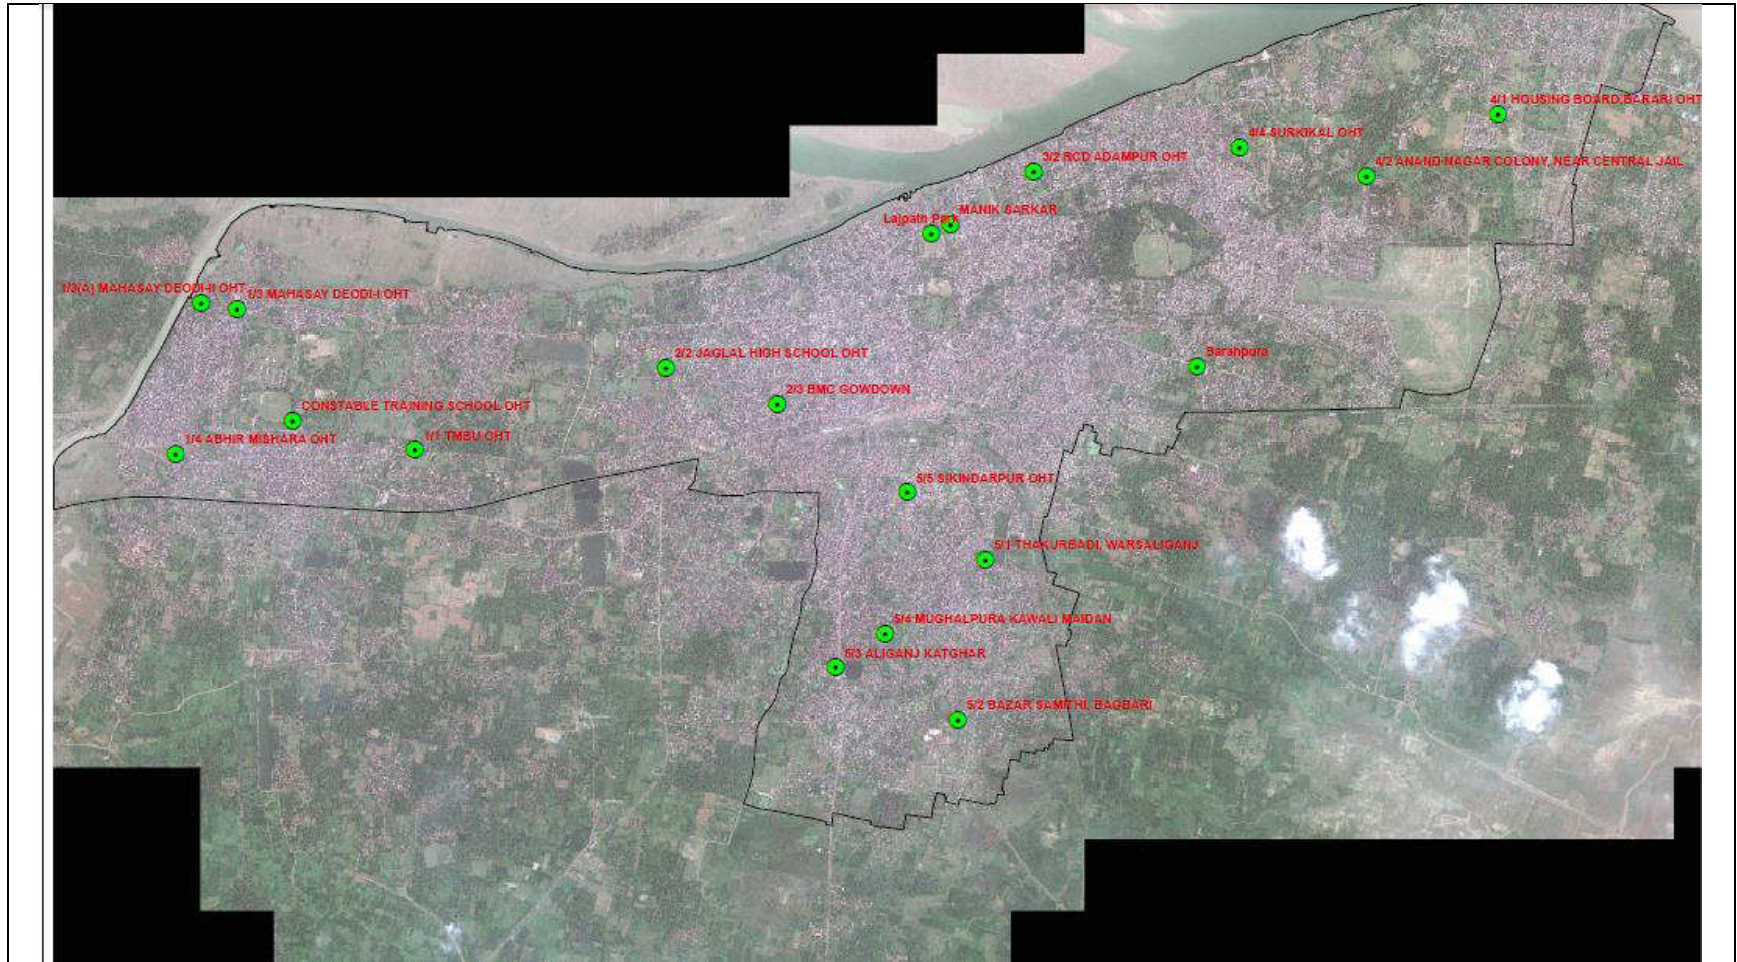 4/1 HOUSING BOARD,BARARI OHT
4/4 SURKIKAL OHT
3/2 RCD ADAMPUR OHT
4/2 ANAND NAGAR COLONY, NEAR CENTRAL JAIL
MANIK SARKAR
Lajpath Park
1/3(A) MAHASAY DEODI-II OHT
1/3 MAHASAY DEODI-I OHT
2/2 JAGLAL HIGH SCHOOL OHT
Barahpura
2/3 BMC GOWDOWN
CONSTABLE TRAINING SCHOOL OHT
1/4 ABHIR MISHARA OHT
1/1 TMBU OHT
5/5 SIKINDARPUR OHT
5/1 THAKURBADI, WARSALIGANJ
5/4 MUGHALPURA KAWALI MAIDAN
5/3 ALIGANJ KATGHAR
5/2 BAZAR SAMITHI, BAGBARI